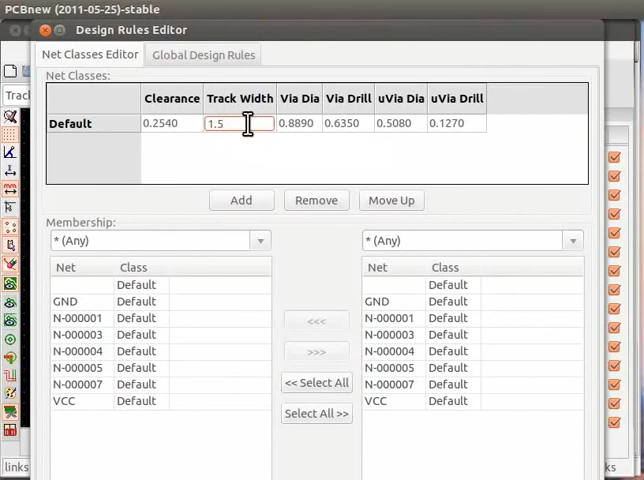 PCBnew (2011-05-25)-stable
Design Rules Editor
Net Classes Editor Global Design Rules
Net Classes:
Clearance Track Width Via Dia Via Drill uVia Dia uVia Drill
Default 0.2540 1.5 0.8890 0.6350 0.5080 0.1270
Add Remove Move Up
Membership:
* (Any) * (Any)
Net Class Net Class
Default Default
GND Default GND Default
N-000001 Default N-000001 Default
N-000003 Default <<< N-000003 Default
N-000004 Default >>> N-000004 Default
N-000005 Default N-000005 Default
N-000007 Default << Select All N-000007 Default
VCC Default Select All >> VCC Default
Track
links
ks